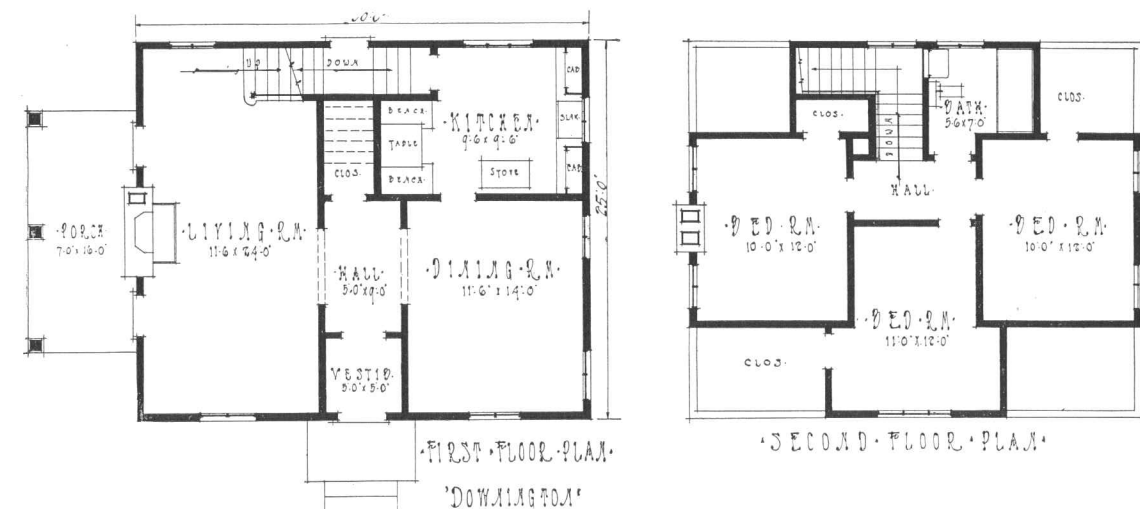 UP
DOWN
CAB
BENCH
·KITCHEN·
9'-6 x 9'-6"
SINK
TABLE
CLOS.
BENCH
STOVE
CAB
25'-0"
·PORCH
7'-0" x 16'-0"
·LIVING·RM·
11'-6 x 24'-0"
·HALL·
5'-0" x 9'-0"
·DINING·RM·
11'-6" x 14'-0"
·VESTIB·
5'-0" x 5'-0"
·FIRST·FLOOR·PLAN·
"DOWNINGTON"
CLOS.
·BATH·
5-6 x 7'-0"
CLOS.
DOWN
HALL·
·BED·RM·
10'-0" x 12'-0"
·BED·RM·
10'-0" x 12'-0"
·BED·RM·
11'-0" x 12'-0"
CLOS.
·SECOND·FLOOR·PLAN·